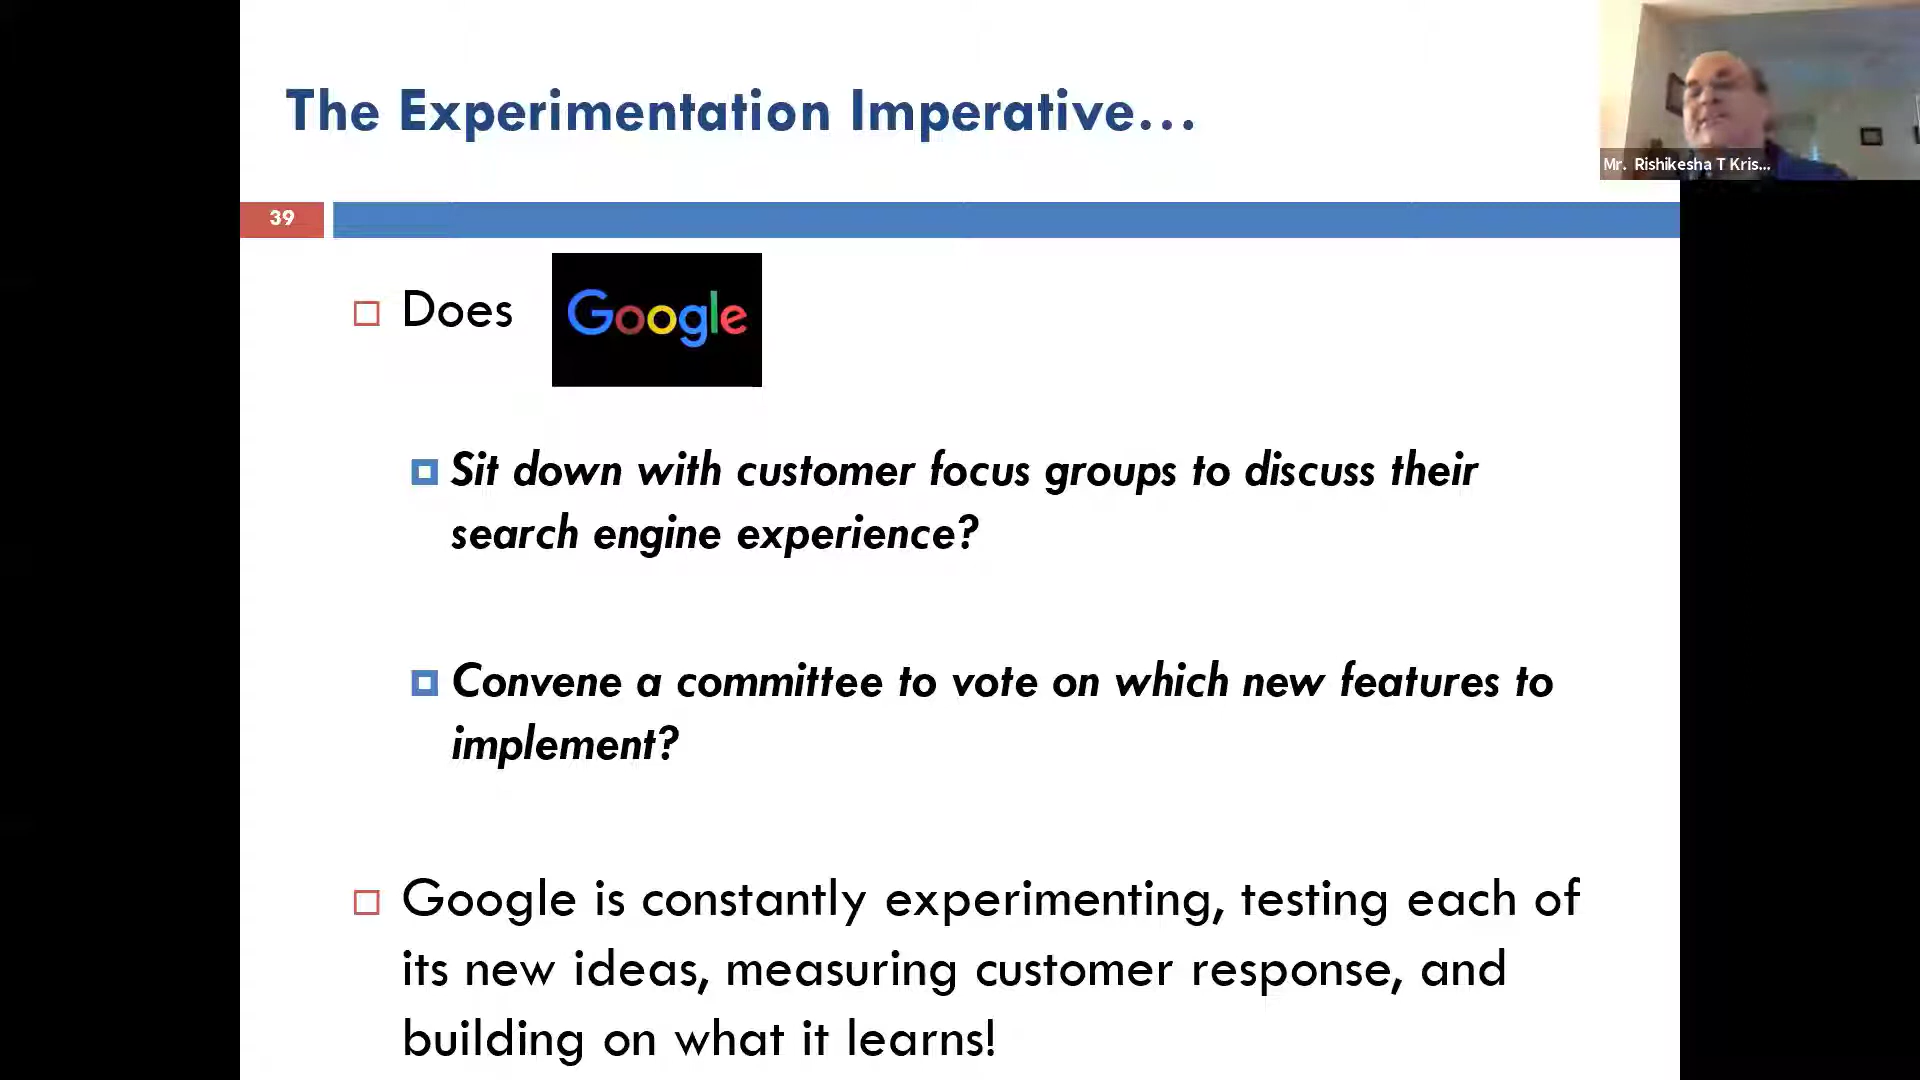 The Experimentation Imperative...
Mr. Rishikesha T Kris...
39
Does Google
Sit down with customer focus groups to discuss their
search engine experience?
Convene a committee to vote on which new features to
implement?
Google is constantly experimenting, testing each of
its new ideas, measuring customer response, and
building on what it learns!